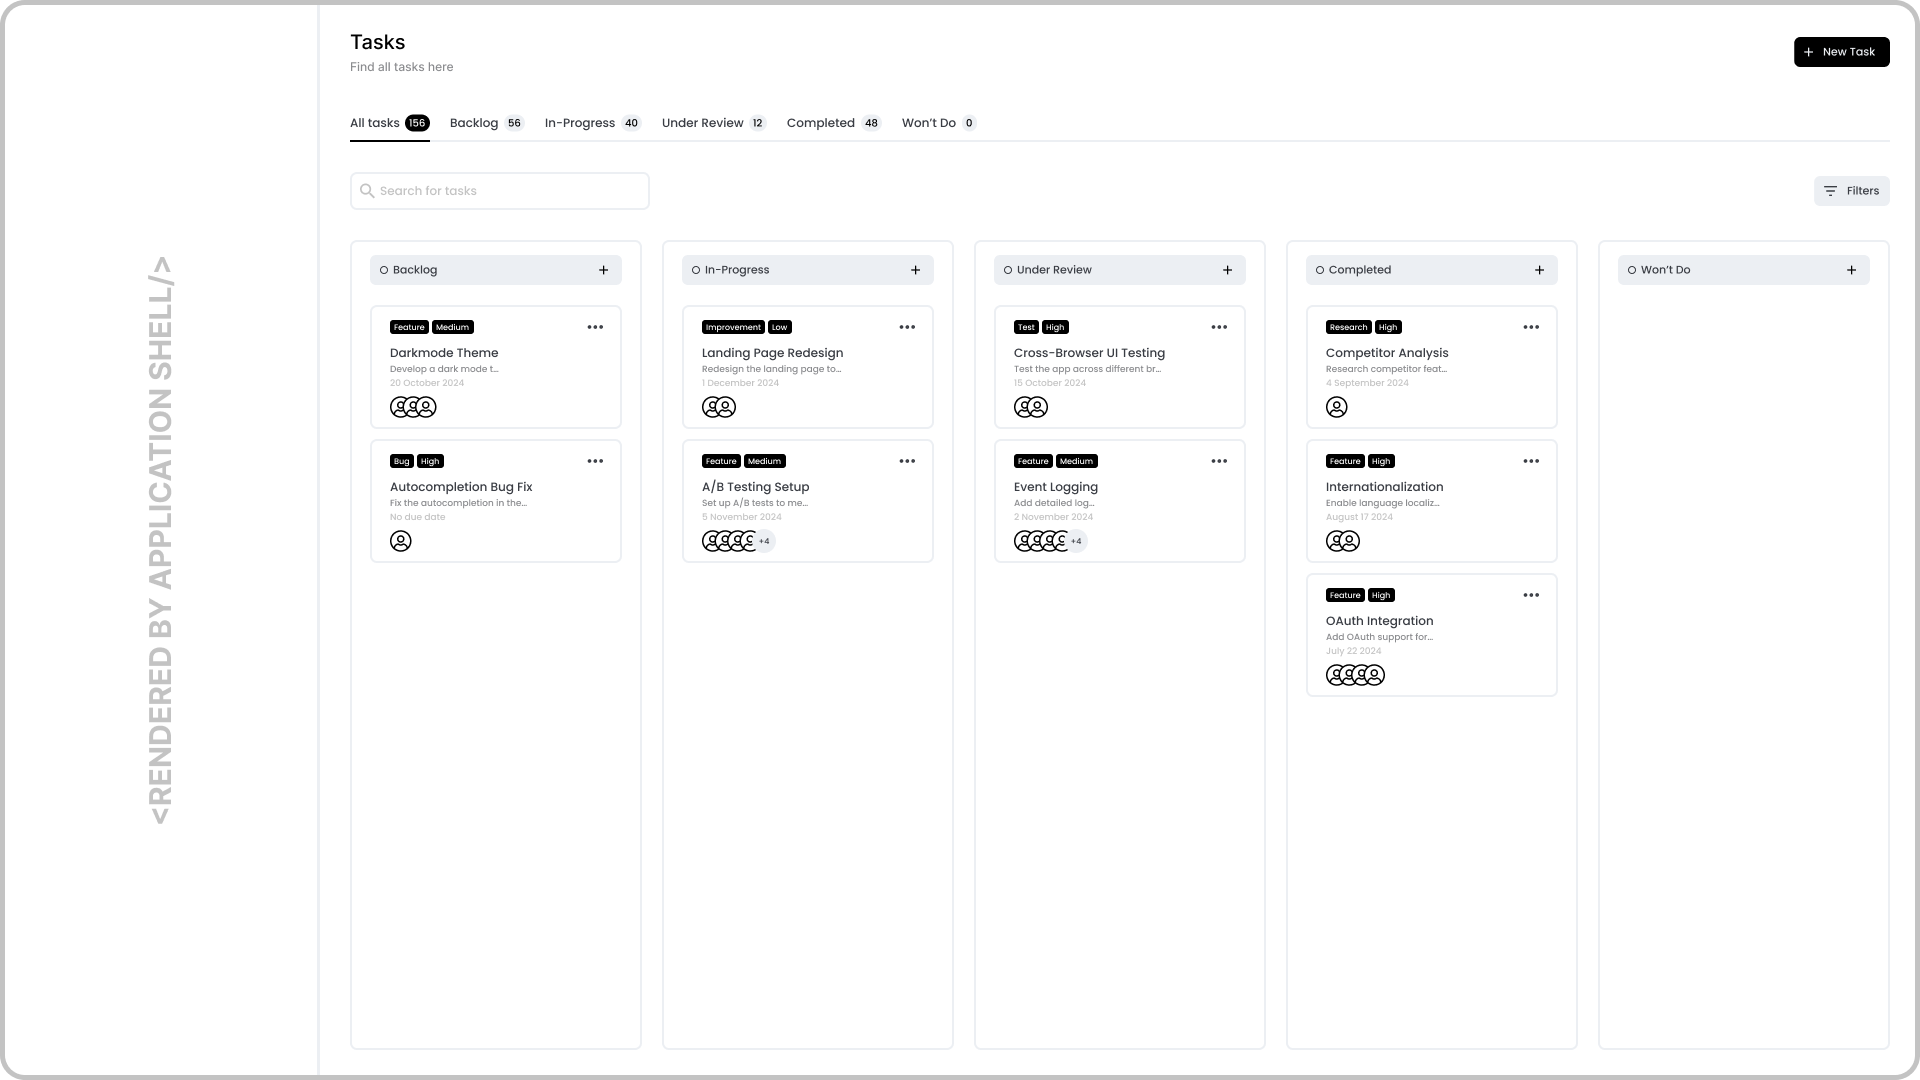 <RENDERED BY APPLICATION SHELL/>
Tasks
Find all tasks here
+ New Task
All tasks 156 Backlog 56 In-Progress 40 Under Review 12 Completed 48 Won’t Do 0
Search for tasks
Filters
Backlog +
Feature Medium
Darkmode Theme
Develop a dark mode t...
20 October 2024
Bug High
Autocompletion Bug Fix
Fix the autocompletion in the...
No due date
In-Progress +
Improvement Low
Landing Page Redesign
Redesign the landing page to...
1 December 2024
Feature Medium
A/B Testing Setup
Set up A/B tests to me...
5 November 2024
+4
Under Review +
Test High
Cross-Browser UI Testing
Test the app across different br...
15 October 2024
Feature Medium
Event Logging
Add detailed log...
2 November 2024
+4
Completed +
Research High
Competitor Analysis
Research competitor feat...
4 September 2024
Feature High
Internationalization
Enable language localiz...
August 17 2024
Feature High
OAuth Integration
Add OAuth support for...
July 22 2024
Won’t Do +